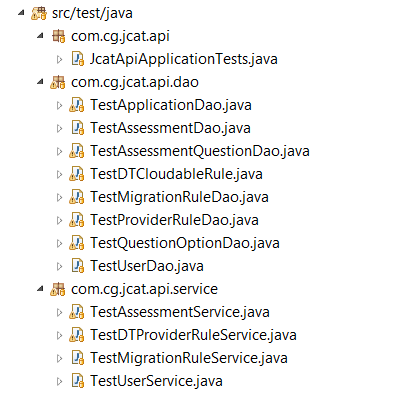 src/test/java
com.cg.jcat.api
JcatApiApplicationTests.java
com.cg.jcat.api.dao
TestApplicationDao.java
TestAssessmentDao.java
TestAssessmentQuestionDao.java
TestDTCloudableRule.java
TestMigrationRuleDao.java
TestProviderRuleDao.java
TestQuestionOptionDao.java
TestUserDao.java
com.cg.jcat.api.service
TestAssessmentService.java
TestDTProviderRuleService.java
TestMigrationRuleService.java
TestUserService.java